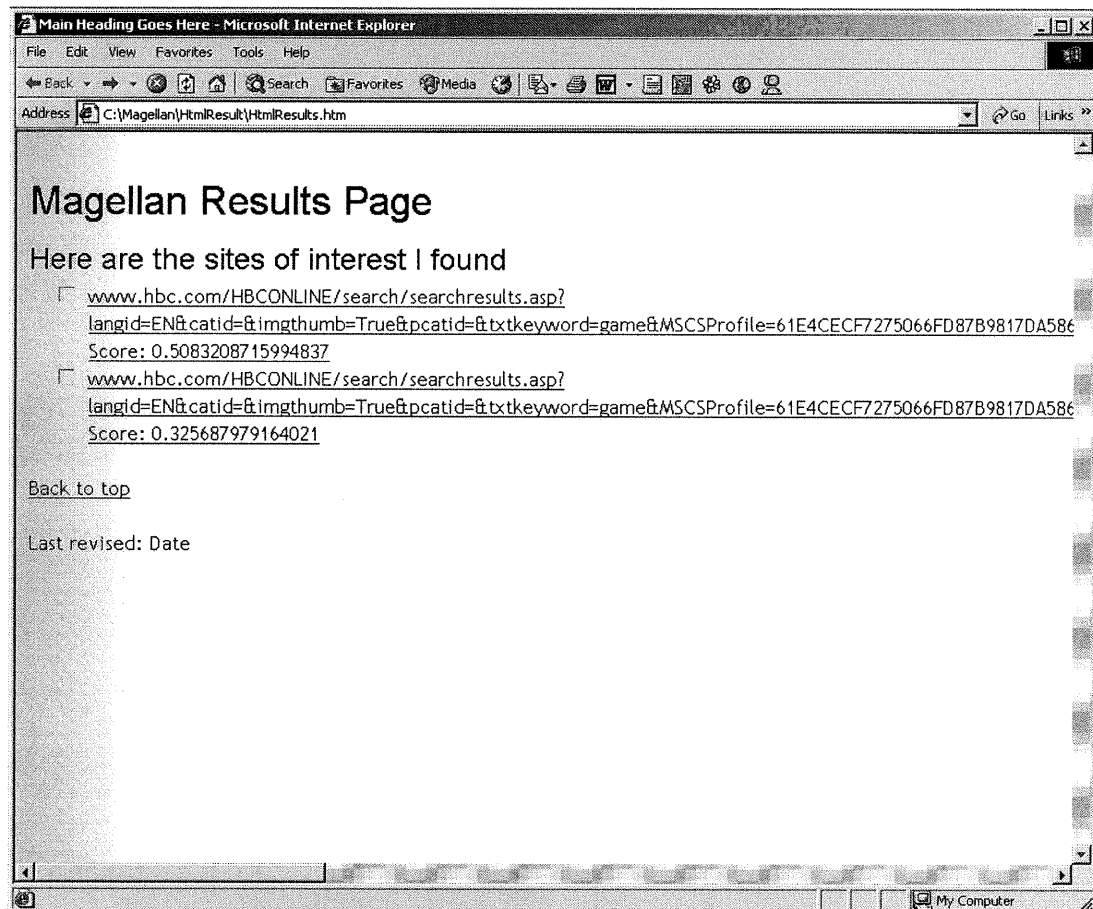 Main Heading Goes Here - Microsoft Internet Explorer
File Edit View Favorites Tools Help
Back Search Favorites Media
Address C:\Magellan\HtmlResult\HtmlResults.htm Go Links »
Magellan Results Page
Here are the sites of interest I found
www.hbc.com/HBCONLINE/search/searchresults.asp?
langid=EN&catid=&imgthumb=True&pcatid=&txtkeyword=game&MSCSProfile=61E4CECF7275066FD87B9817DA586
Score: 0.5083208715994837
www.hbc.com/HBCONLINE/search/searchresults.asp?
langid=EN&catid=&imgthumb=True&pcatid=&txtkeyword=game&MSCSProfile=61E4CECF7275066FD87B9817DA586
Score: 0.325687979164021
Back to top
Last revised: Date
My Computer